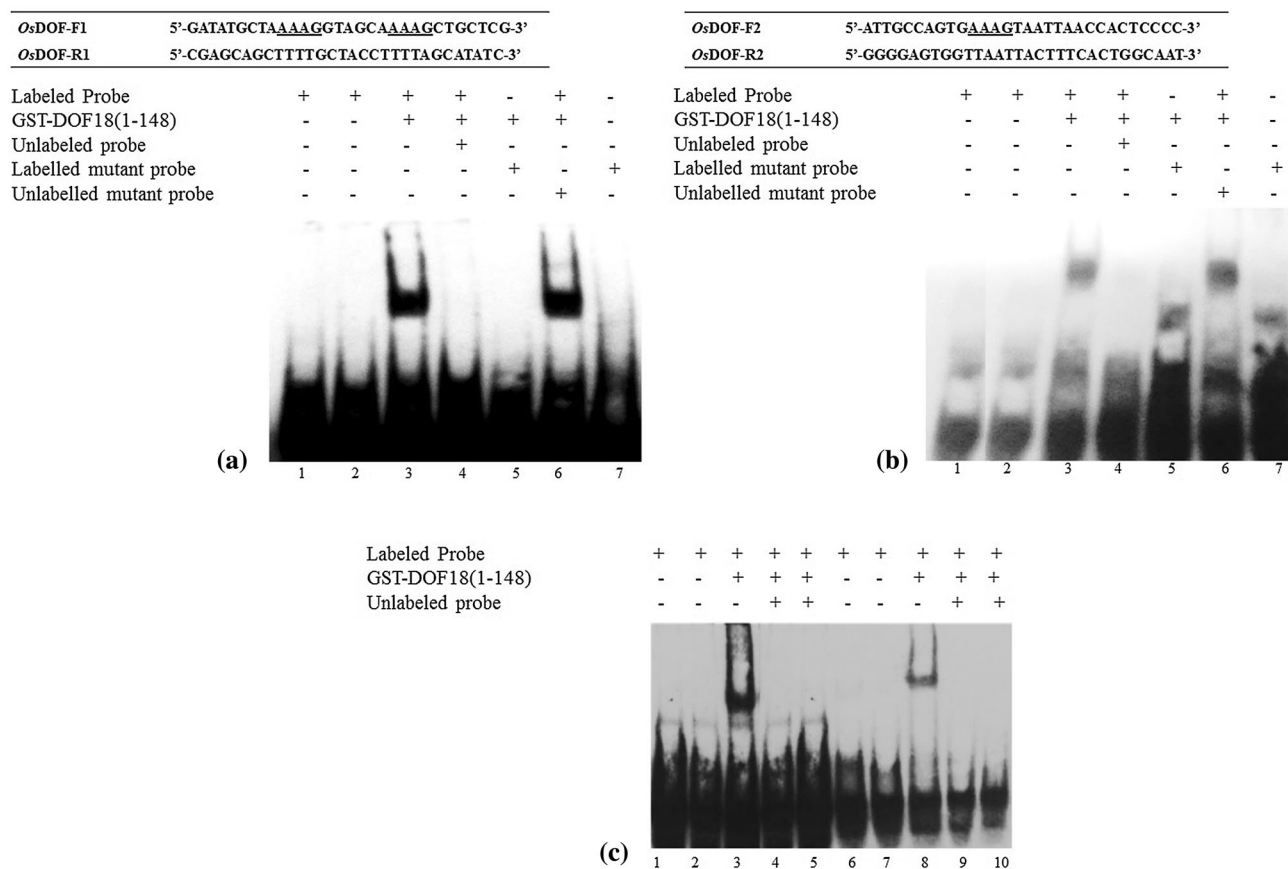 OsDOF-F1 5’-GATATGCTAAAAGGTAGCAAAAGCTGCTCG-3’
OsDOF-R1 5’-CGAGCAGCTTTTGCTACCTTTTAGCATATC-3’
Labeled Probe + + + + - + -
GST-DOF18(1-148) - - + + + + -
Unlabeled probe - - - + - - -
Labelled mutant probe - - - - + - +
Unlabelled mutant probe - - - - - + -
(a)
1 2 3 4 5 6 7
OsDOF-F2 5’-ATTGCCAGTGAAAGTAATTAACCACTCCCC-3’
OsDOF-R2 5’-GGGGAGTGGTTAATTACTTTCACTGGCAAT-3’
Labeled Probe + + + + - + -
GST-DOF18(1-148) - - + + + + -
Unlabeled probe - - - + - - -
Labelled mutant probe - - - - + - +
Unlabelled mutant probe - - - - - + -
(b)
1 2 3 4 5 6 7
Labeled Probe + + + + + + + + + +
GST-DOF18(1-148) - - + + + - - + + +
Unlabeled probe - - - + + - - - + +
(c)
1 2 3 4 5 6 7 8 9 10